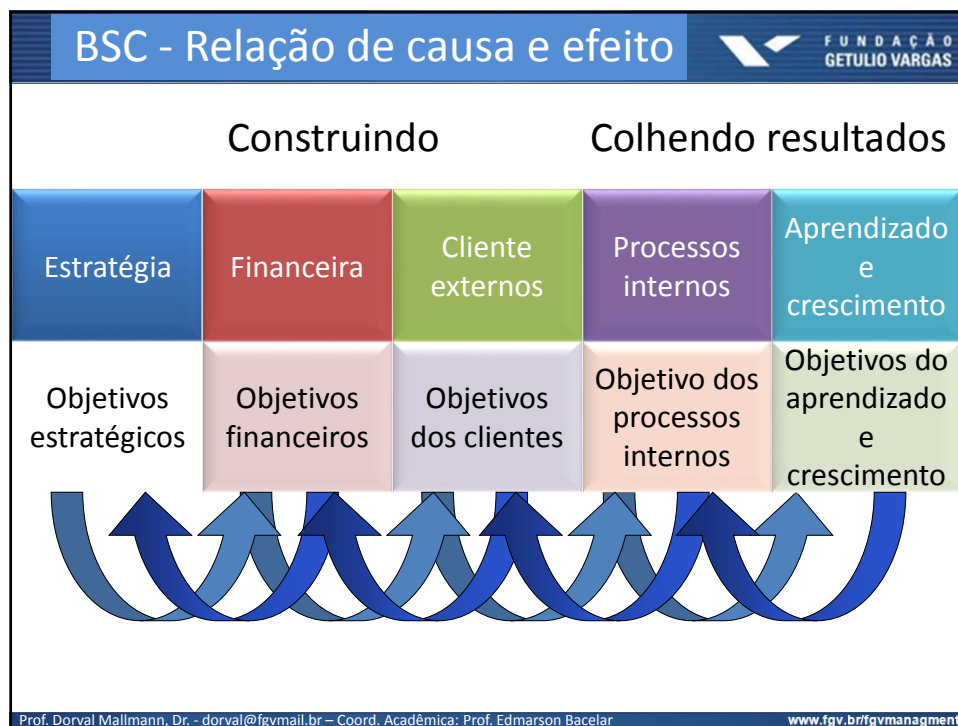 BSC - Relação de causa e efeito
FUNDAÇÃO
GETULIO VARGAS
Construindo
Colhendo resultados
Estratégia
Financeira
Cliente
externos
Processos
internos
Aprendizado
e
crescimento
Objetivos
estratégicos
Objetivos
financeiros
Objetivos
dos clientes
Objetivo dos
processos
internos
Objetivos do
aprendizado
e
crescimento
Prof. Dorval Mallmann, Dr. - dorval@fgvmail.br – Coord. Acadêmica: Prof. Edmarson Bacelar
www.fgv.br/fgvmanagment